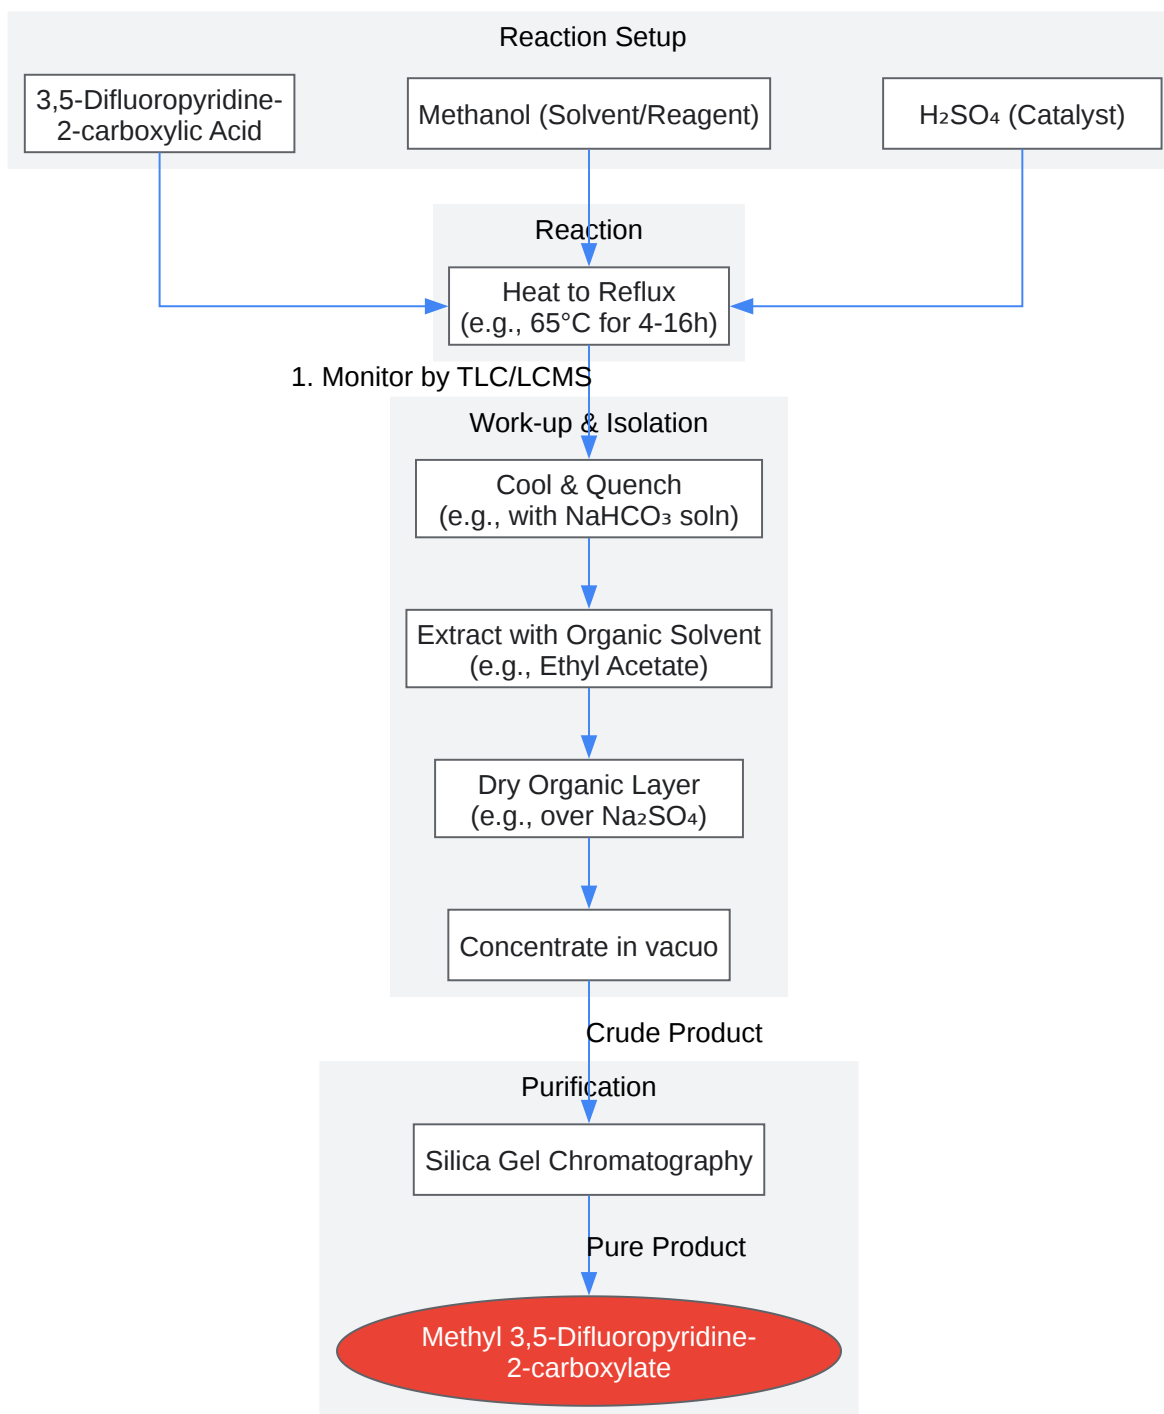 Reaction Setup
3,5-Difluoropyridine-
2-carboxylic Acid
Methanol (Solvent/Reagent)
H₂SO₄ (Catalyst)
Reaction
Heat to Reflux
(e.g., 65°C for 4-16h)
1. Monitor by TLC/LCMS
Work-up & Isolation
Cool & Quench
(e.g., with NaHCO₃ soln)
Extract with Organic Solvent
(e.g., Ethyl Acetate)
Dry Organic Layer
(e.g., over Na₂SO₄)
Concentrate in vacuo
Crude Product
Purification
Silica Gel Chromatography
Pure Product
Methyl 3,5-Difluoropyridine-
2-carboxylate